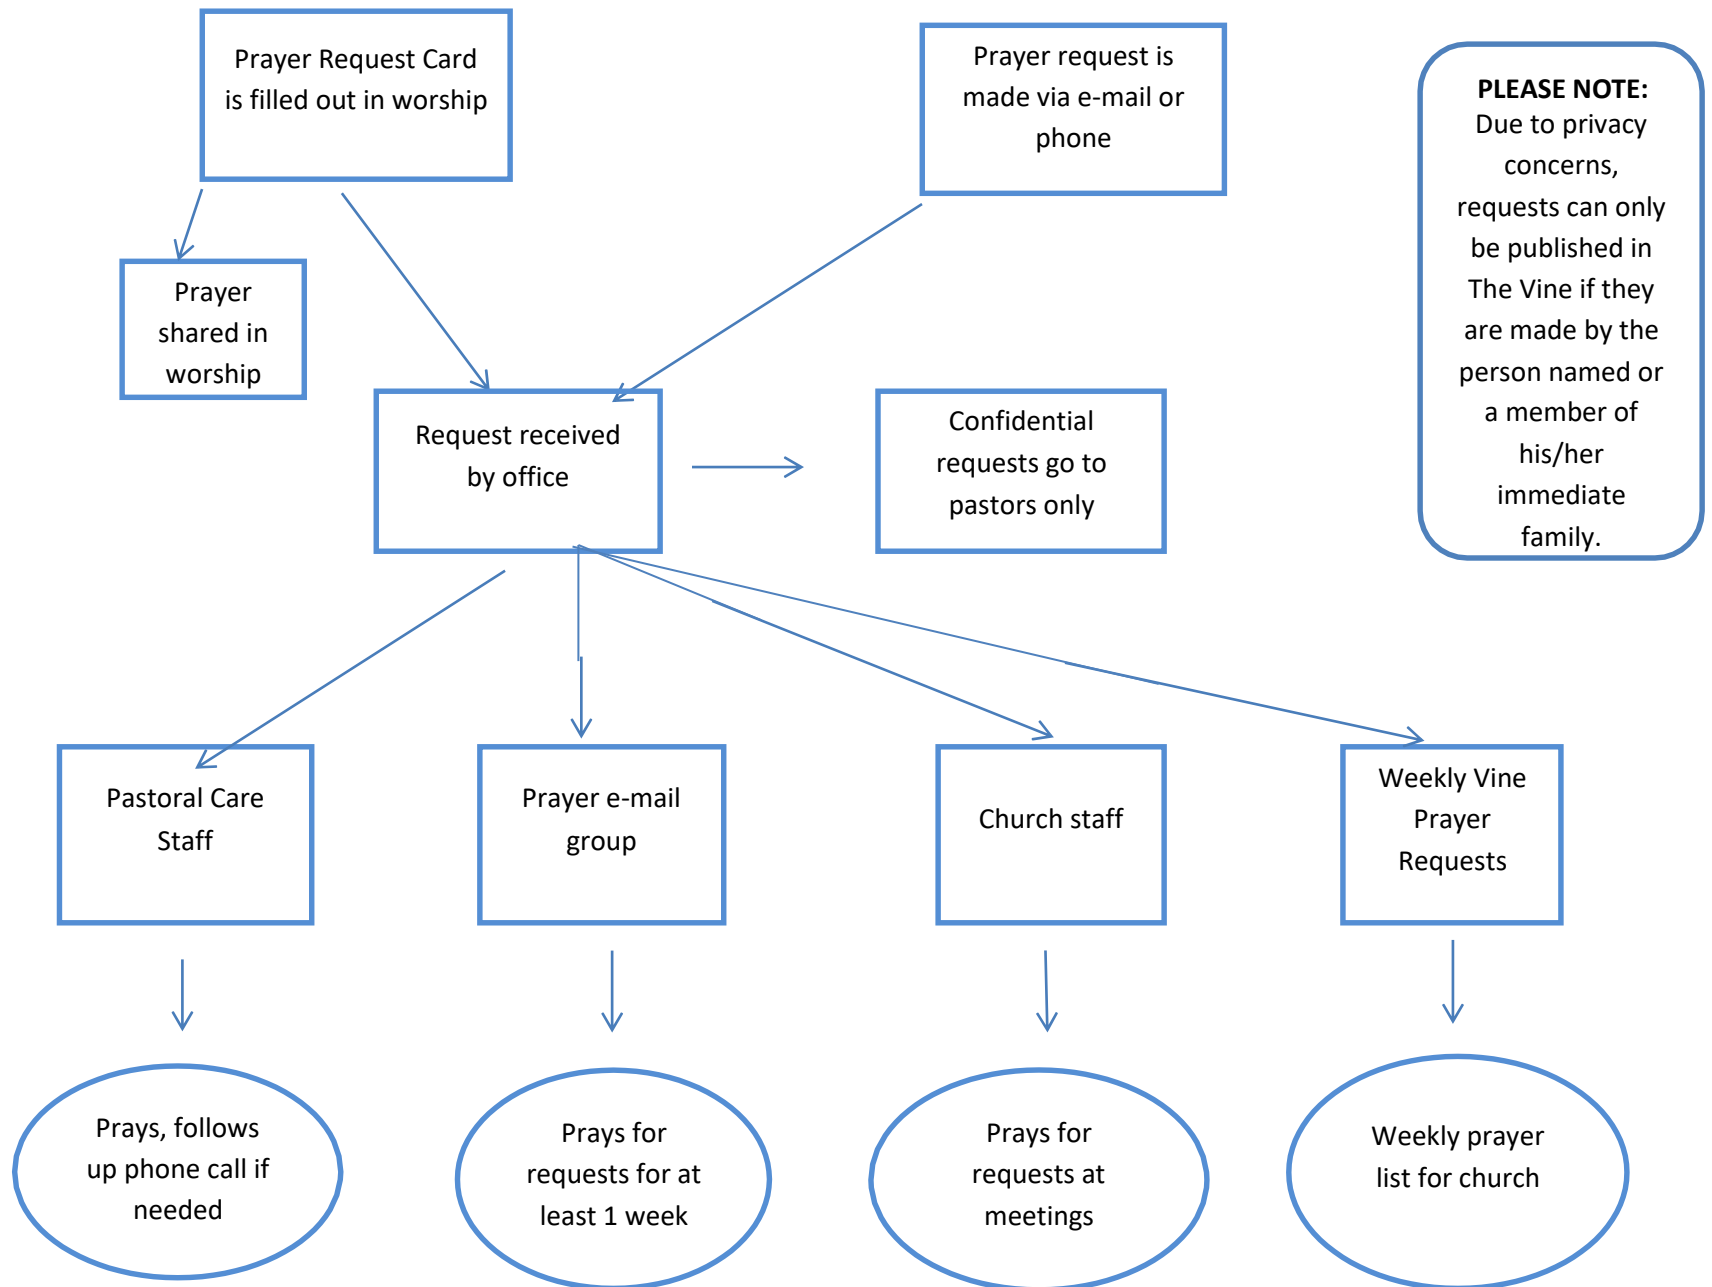 Prayer Request Card
is filled out in worship
Prayer request is
made via e-mail or
phone
PLEASE NOTE:
Due to privacy
concerns,
requests can only
be published in
The Vine if they
are made by the
person named or
a member of
his/her
immediate
family.
Prayer
shared in
worship
Request received
by office
Confidential
requests go to
pastors only
Pastoral Care
Staff
Prayer e-mail
group
Church staff
Weekly Vine
Prayer
Requests
Prays, follows
up phone call if
needed
Prays for
requests for at
least 1 week
Prays for
requests at
meetings
Weekly prayer
list for church